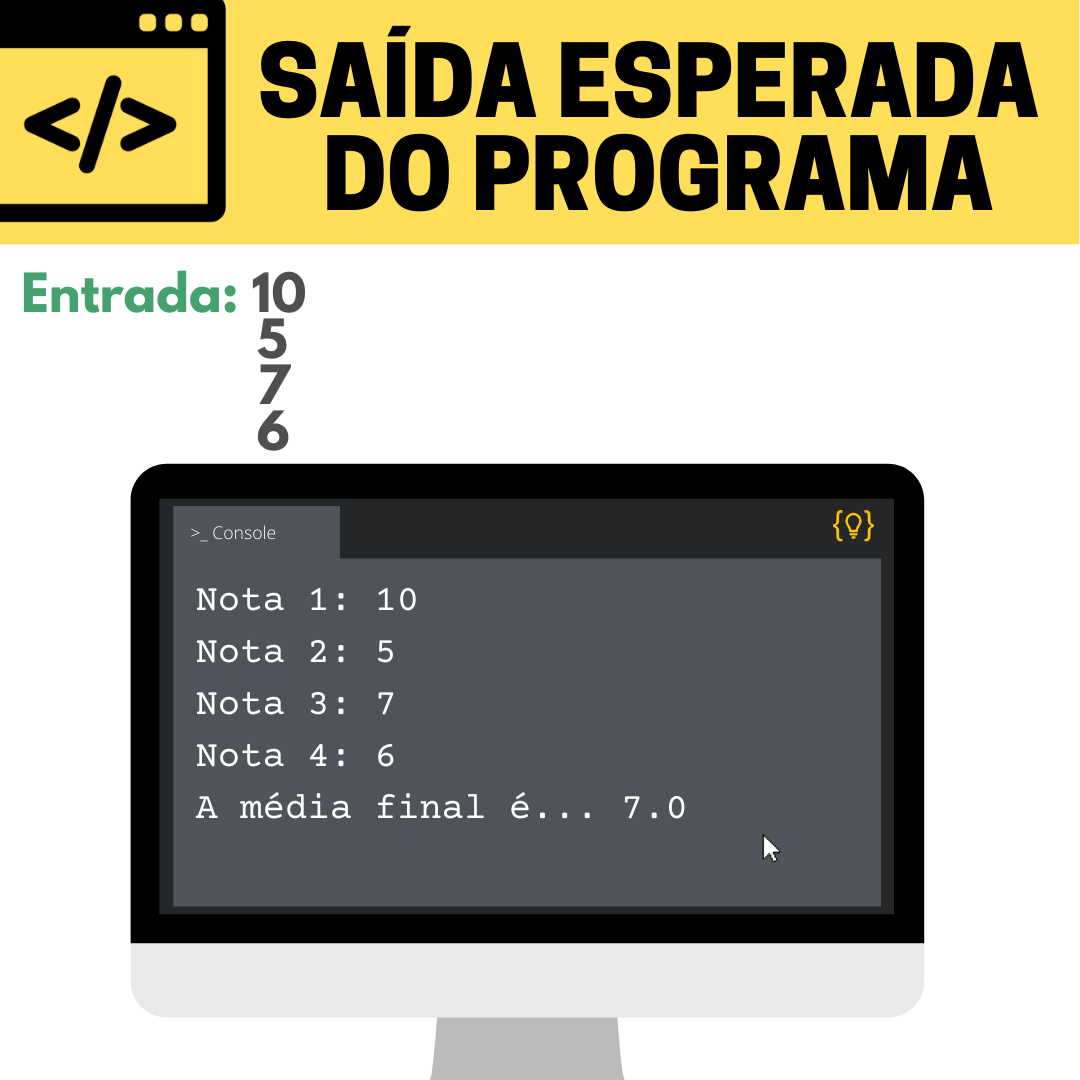 </>
SAÍDA ESPERADA
DO PROGRAMA
Entrada: 10
5
7
6
>_ Console
Nota 1: 10
Nota 2: 5
Nota 3: 7
Nota 4: 6
A média final é... 7.0